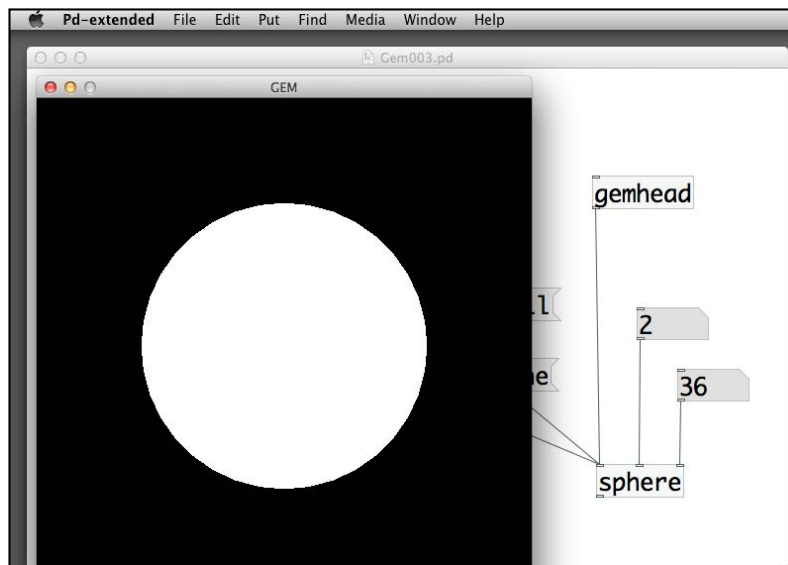 Pd-extended File Edit Put Find Media Window Help
Gem003.pd
GEM
gemhead
2
36
sphere